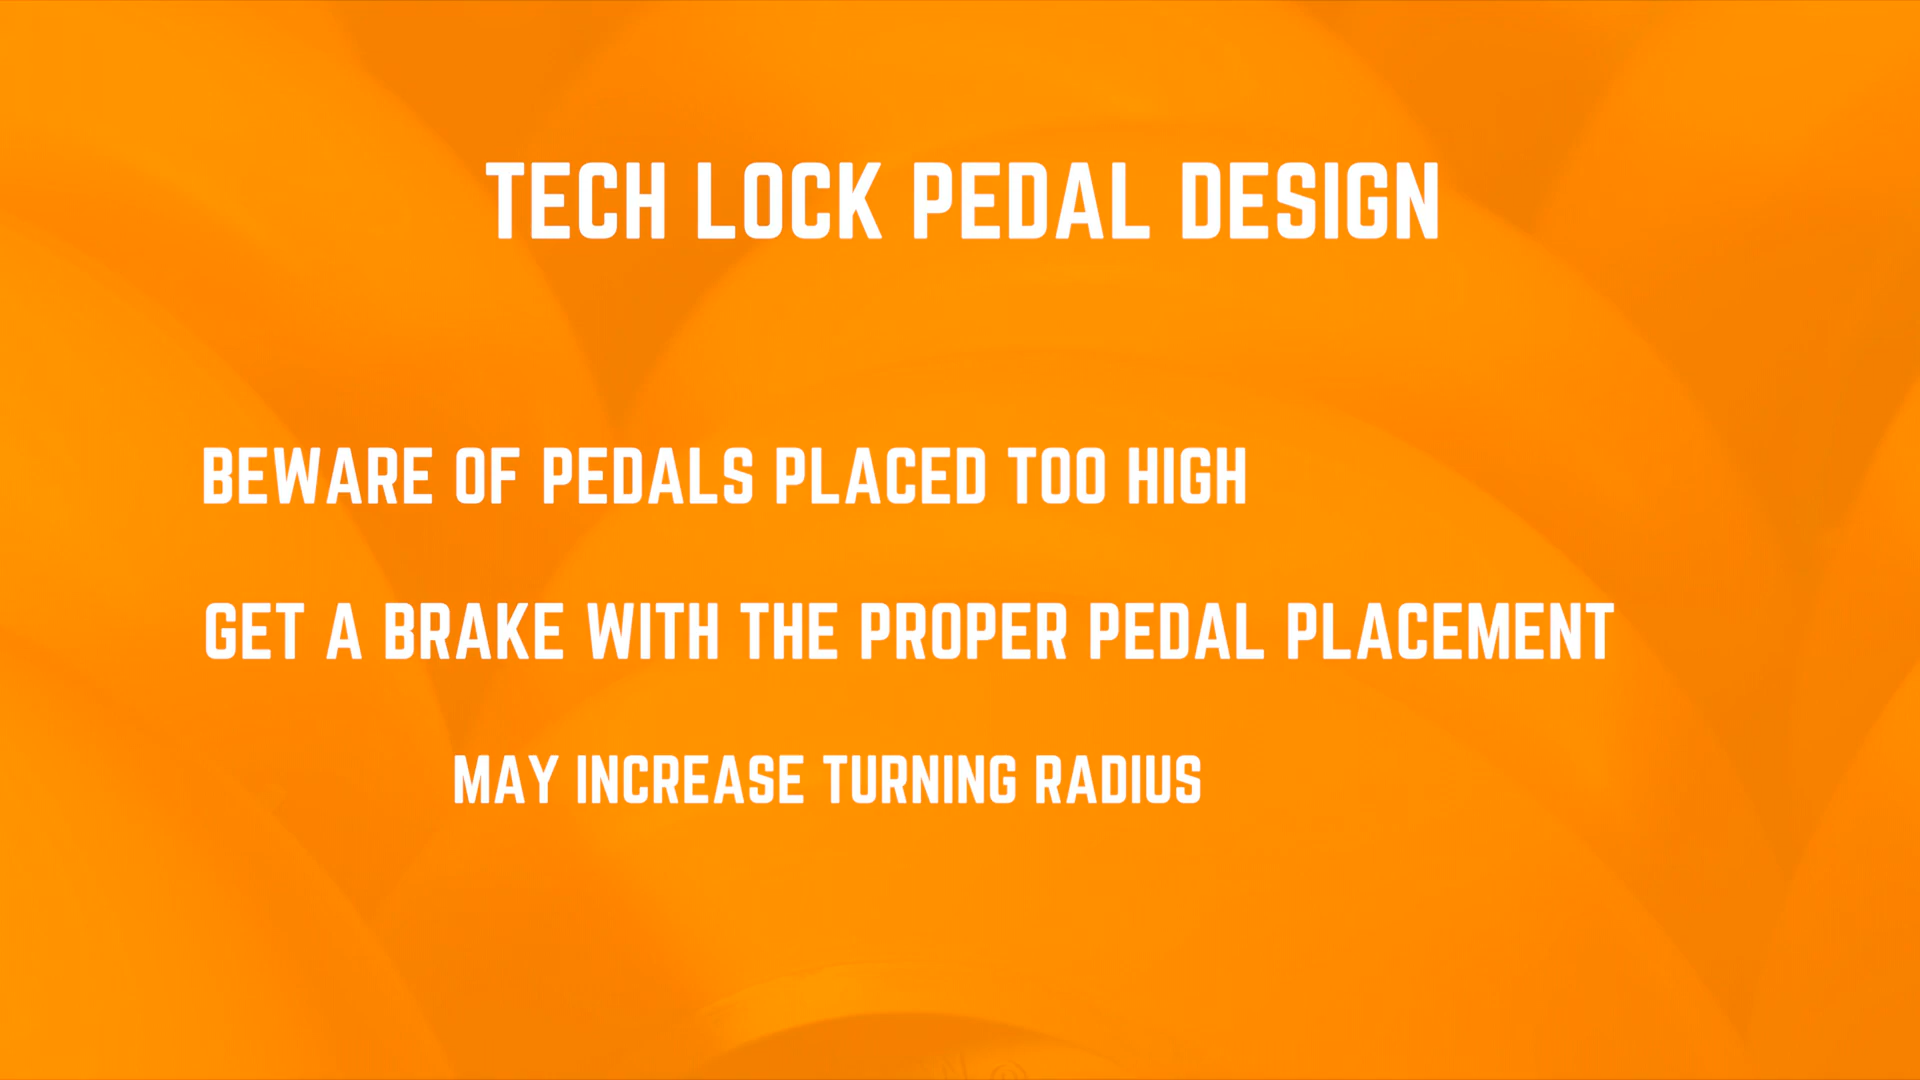 TECH LOCK PEDAL DESIGN
BEWARE OF PEDALS PLACED TOO HIGH
GET A BRAKE WITH THE PROPER PEDAL PLACEMENT
MAY INCREASE TURNING RADIUS